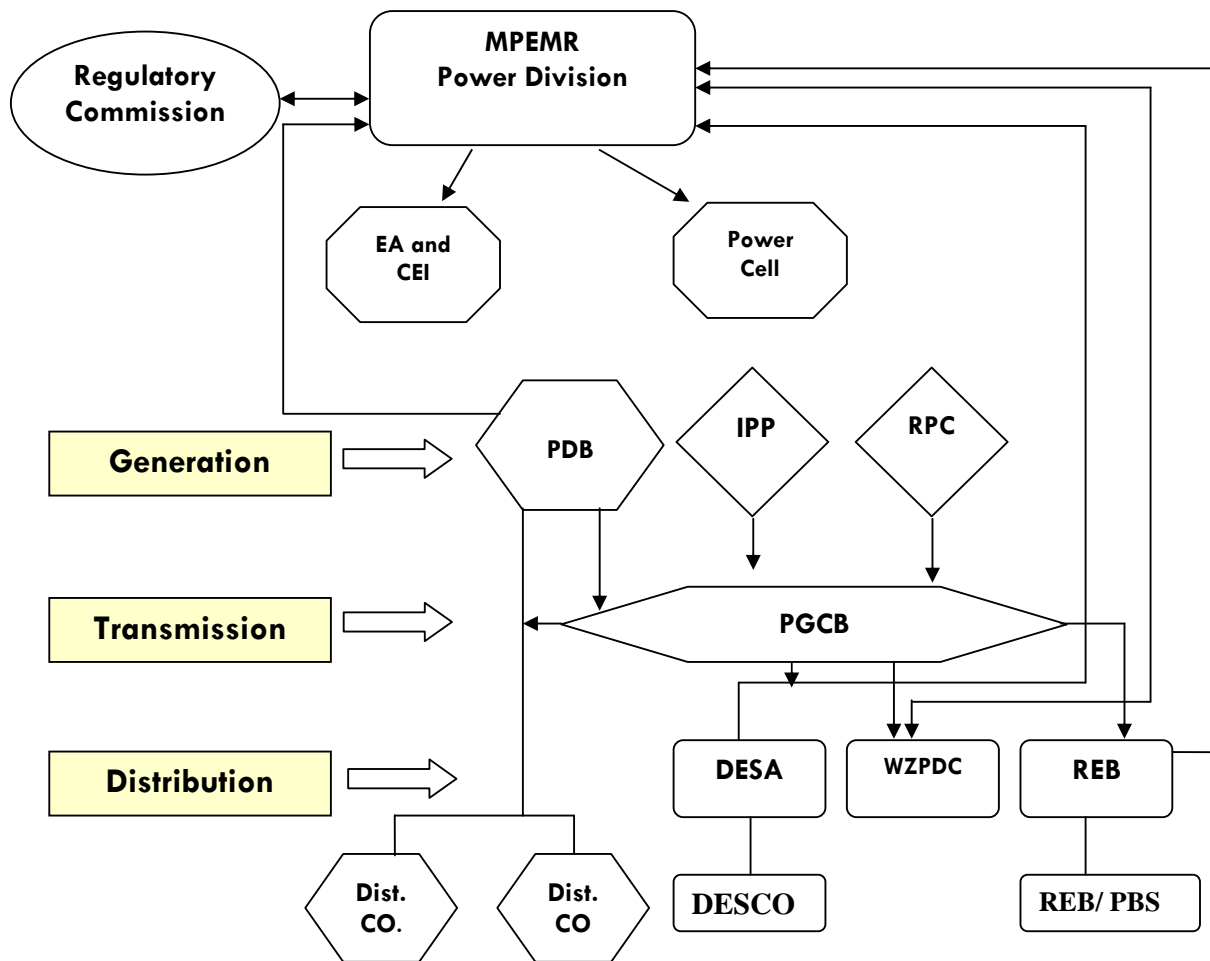 MPEMR
Power Division
Regulatory
Commission
EA and
CEI
Power
Cell
Generation
PDB
IPP
RPC
Transmission
PGCB
Distribution
DESA
WZPDC
REB
Dist.
CO.
Dist.
CO
DESCO
REB/ PBS